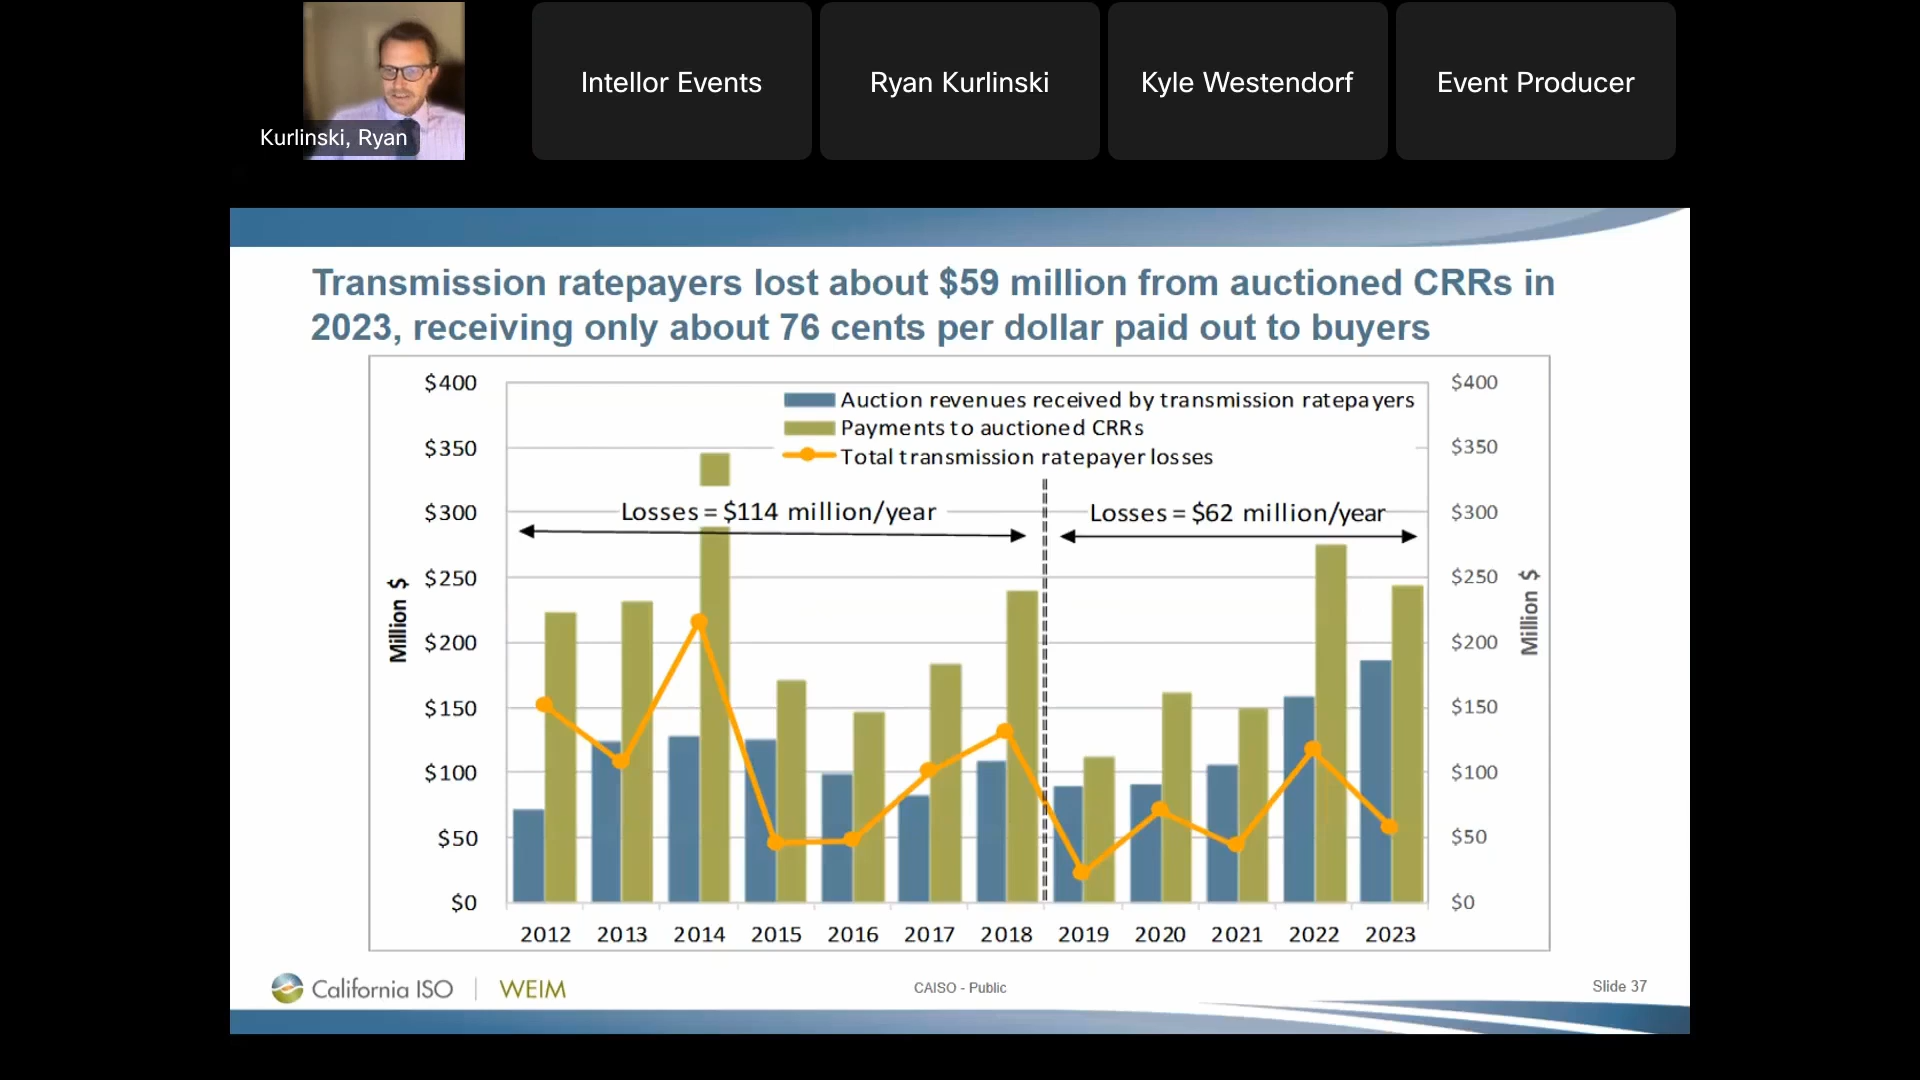 Kurlinski, Ryan
Intellor Events
Ryan Kurlinski
Kyle Westendorf
Event Producer
Transmission ratepayers lost about $59 million from auctioned CRRs in
2023, receiving only about 76 cents per dollar paid out to buyers
Auction revenues received by transmission ratepayers
Payments to auctioned CRRs
Total transmission ratepayer losses
Losses = $114 million/year
Losses = $62 million/year
Million $
$400
$350
$300
$250
$200
$150
$100
$50
$0
$400
$350
$300
$250
$200
$150
$100
$50
$0
Million $
2012 2013 2014 2015 2016 2017 2018 2019 2020 2021 2022 2023
California ISO
WEIM
CAISO - Public
Slide 37